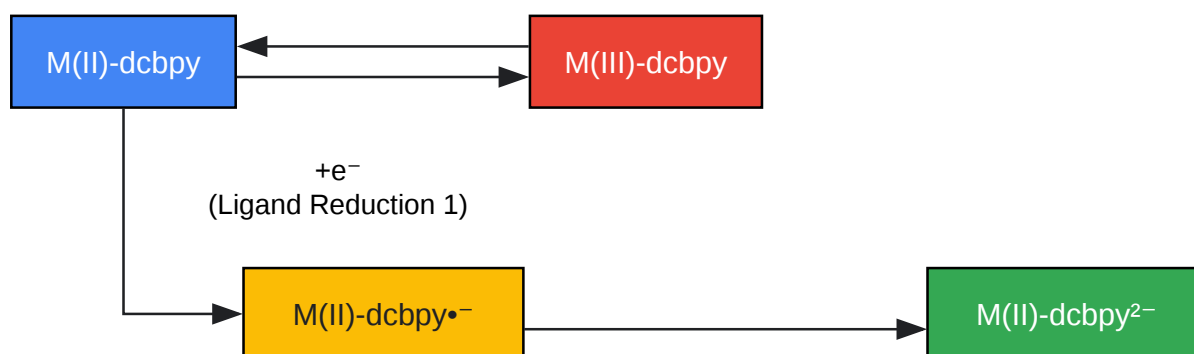 M(II)-dcbpy
M(III)-dcbpy
+e⁻
(Ligand Reduction 1)
M(II)-dcbpy•⁻
M(II)-dcbpy²⁻